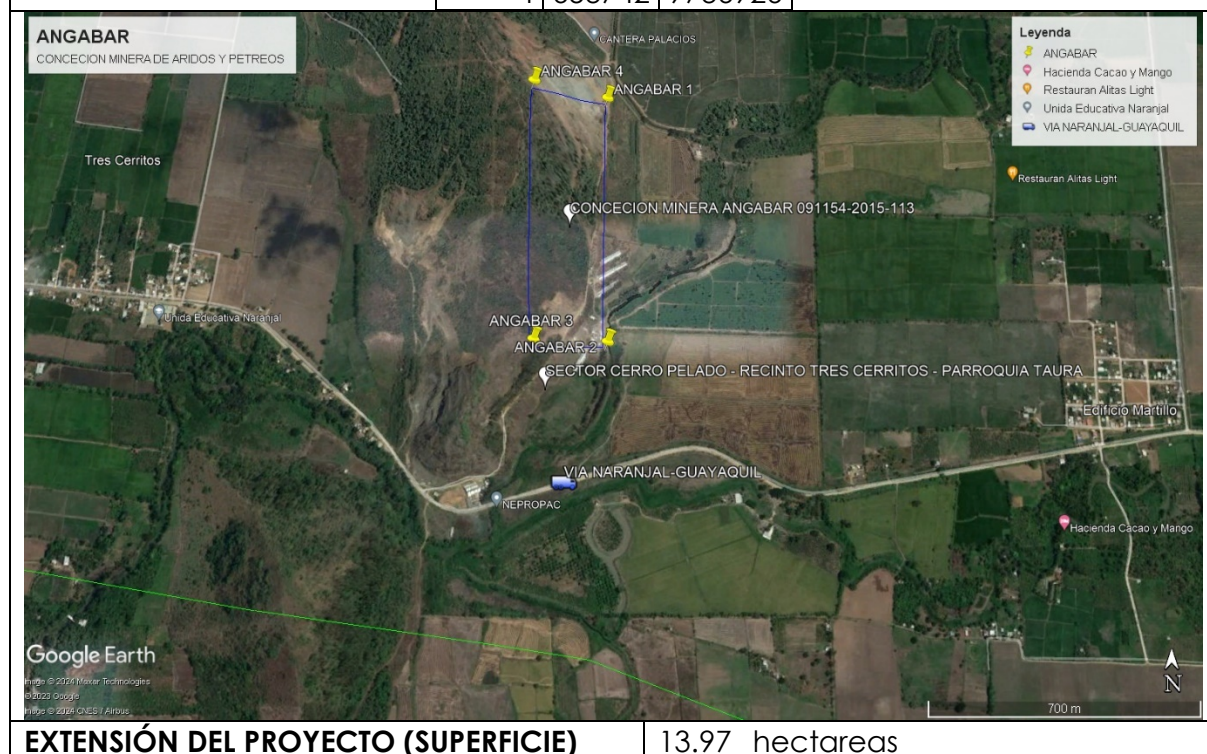 ANGABAR
CONCECION MINERA DE ARIDOS Y PETREOS
Leyenda
ANGABAR
Hacienda Cacao y Mango
Restauran Alitas Light
Unida Educativa Naranjal
VIA NARANJAL-GUAYAQUIL
CANTERA PALACIOS
ANGABAR 4
ANGABAR 1
Tres Cerritos
Restauran Alitas Light
CONCECION MINERA ANGABAR 091154-2015-113
Unida Educativa Naranjal
ANGABAR 3
ANGABAR 2
SECTOR CERRO PELADO - RECINTO TRES CERRITOS - PARROQUIA TAURA
Edificio Martillo
VIA NARANJAL-GUAYAQUIL
NEPROPAC
Hacienda Cacao y Mango
Google Earth
Image © 2024 Maxar Technologies
©2023 Google
Image © 2024 CNES / Airbus
N
700 m
EXTENSIÓN DEL PROYECTO (SUPERFICIE)
13.97 hectareas